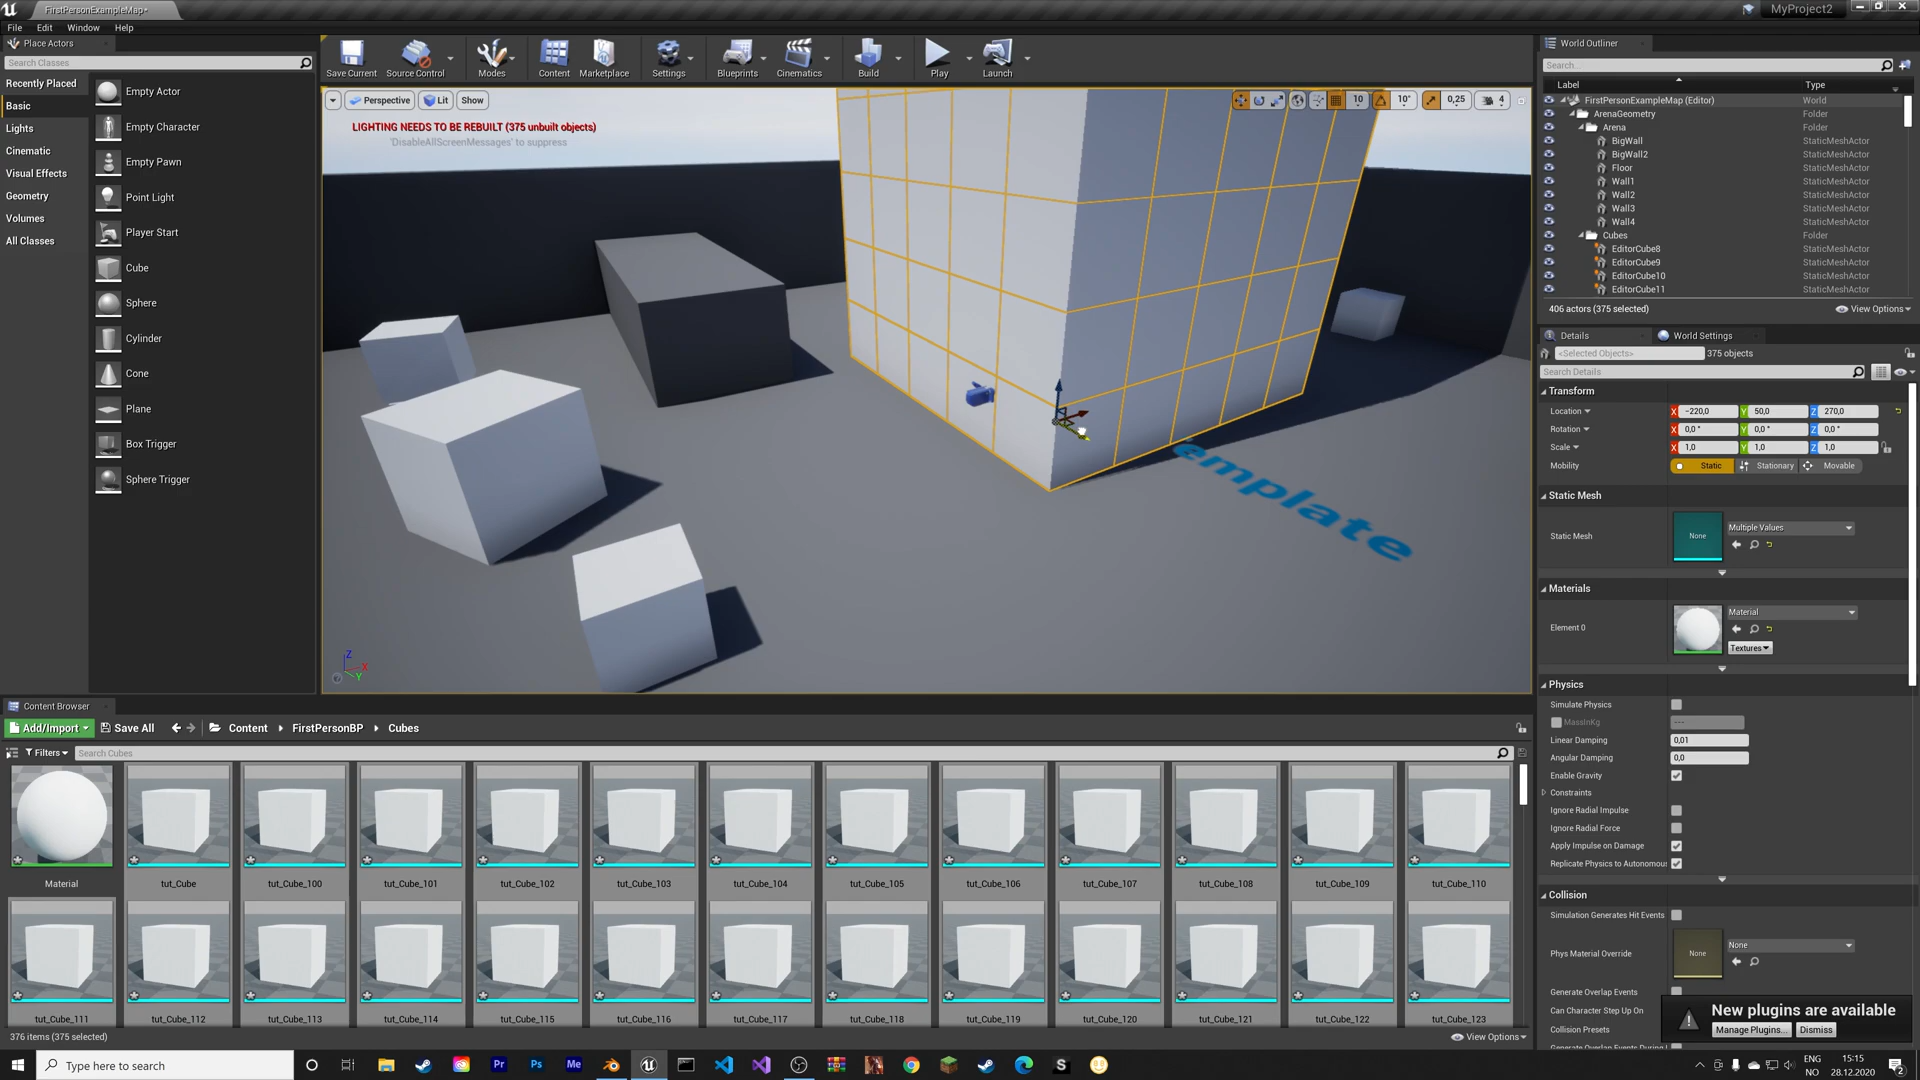 FirstPersonExampleMap*
MyProject2
File Edit Window Help
Place Actors
Search Classes
Recently Placed
Basic
Lights
Cinematic
Visual Effects
Geometry
Volumes
All Classes
Empty Actor
Empty Character
Empty Pawn
Point Light
Player Start
Cube
Sphere
Cylinder
Cone
Plane
Box Trigger
Sphere Trigger
Save Current Source Control Modes Content Marketplace Settings Blueprints Cinematics Build Play Launch
Perspective Lit Show
10 10° 0,25 4
LIGHTING NEEDS TO BE REBUILT (375 unbuilt objects)
'DisableAllScreenMessages' to suppress
emplate
Z X Y
World Outliner
Search...
Label Type
FirstPersonExampleMap (Editor) World
ArenaGeometry Folder
Arena Folder
BigWall StaticMeshActor
BigWall2 StaticMeshActor
Floor StaticMeshActor
Wall1 StaticMeshActor
Wall2 StaticMeshActor
Wall3 StaticMeshActor
Wall4 StaticMeshActor
Cubes Folder
EditorCube8 StaticMeshActor
EditorCube9 StaticMeshActor
EditorCube10 StaticMeshActor
EditorCube11 StaticMeshActor
406 actors (375 selected) View Options
Details World Settings
<Selected Objects> 375 objects
Search Details
Transform
Location X -220,0 Y 50,0 Z 270,0
Rotation X 0,0 ° Y 0,0 ° Z 0,0 °
Scale X 1,0 Y 1,0 Z 1,0
Mobility Static Stationary Movable
Static Mesh
Static Mesh None Multiple Values
Materials
Element 0 Material
Textures
Physics
Simulate Physics
MassInKg ---
Linear Damping 0,01
Angular Damping 0,0
Enable Gravity
Constraints
Ignore Radial Impulse
Ignore Radial Force
Apply Impulse on Damage
Replicate Physics to Autonomous
Collision
Simulation Generates Hit Events
Phys Material Override None None
Generate Overlap Events
Can Character Step Up On
Collision Presets
Generate Overlap Events During
New plugins are available
Manage Plugins... Dismiss
Content Browser
Add/Import Save All Content FirstPersonBP Cubes
Filters Search Cubes
Material tut_Cube tut_Cube_100 tut_Cube_101 tut_Cube_102 tut_Cube_103 tut_Cube_104 tut_Cube_105 tut_Cube_106 tut_Cube_107 tut_Cube_108 tut_Cube_109 tut_Cube_110
tut_Cube_111 tut_Cube_112 tut_Cube_113 tut_Cube_114 tut_Cube_115 tut_Cube_116 tut_Cube_117 tut_Cube_118 tut_Cube_119 tut_Cube_120 tut_Cube_121 tut_Cube_122 tut_Cube_123
376 items (375 selected) View Options
Type here to search
Pr Ps Me S
ENG
NO
15:15
28.12.2020
2